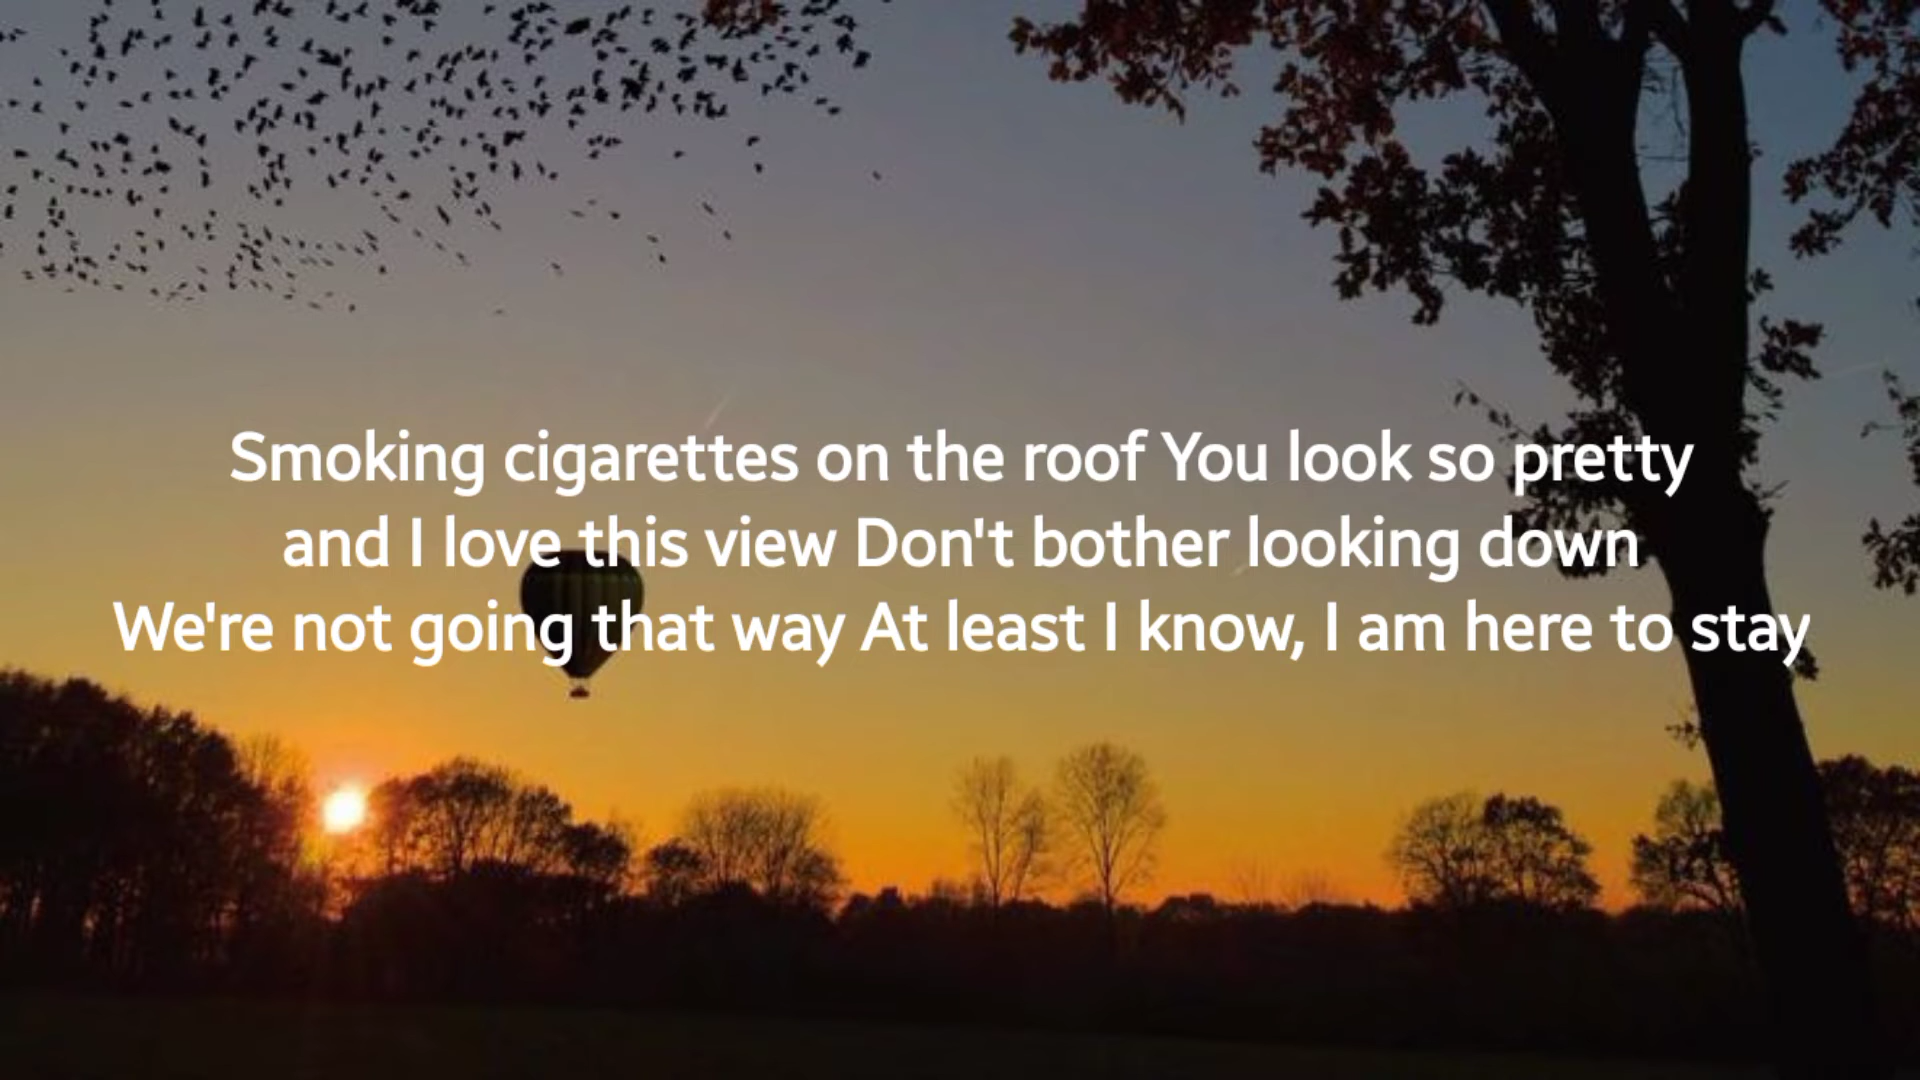 Smoking cigarettes on the roof You look so pretty
and I love this view Don't bother looking down
We're not going that way At least I know, I am here to stay